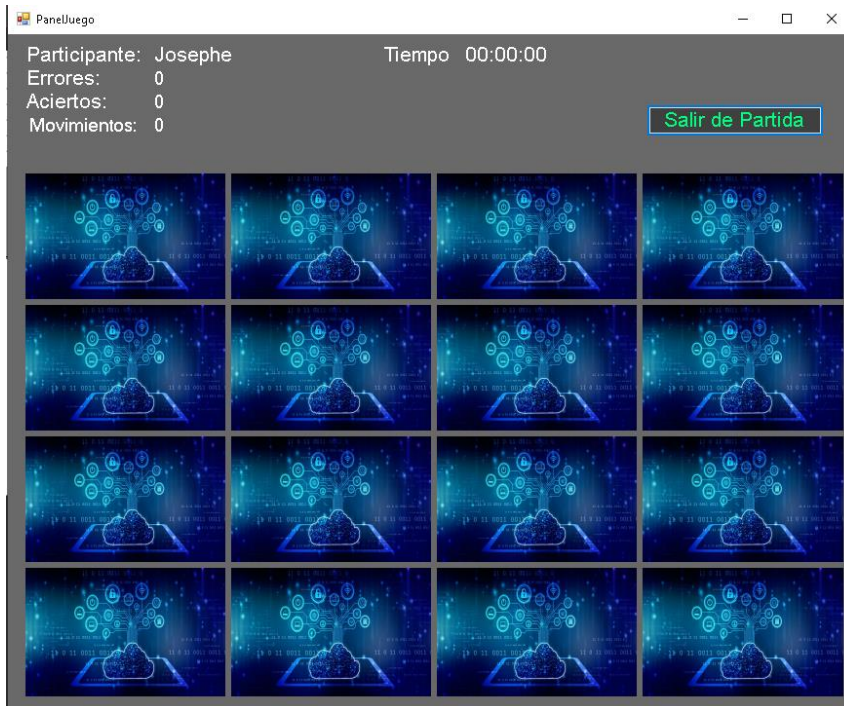 PanelJuego
Participante: Josephe
Tiempo 00:00:00
Errores: 0
Aciertos: 0
Movimientos: 0
Salir de Partida